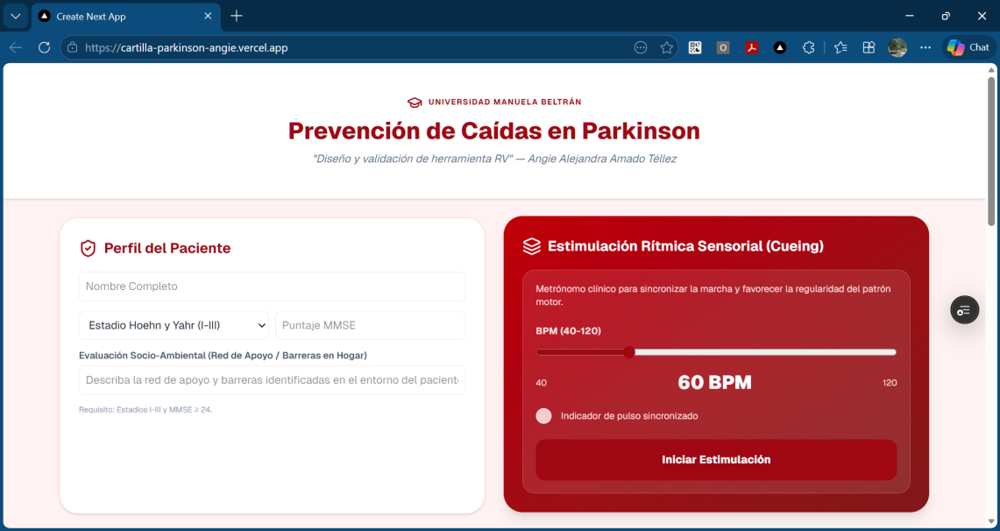 Create Next App
https://cartilla-parkinson-angie.vercel.app
Chat
UNIVERSIDAD MANUELA BELTRÁN
Prevención de Caídas en Parkinson
"Diseño y validación de herramienta RV" — Angie Alejandra Amado Téllez
Perfil del Paciente
Nombre Completo
Estadio Hoehn y Yahr (I-III)
Puntaje MMSE
Evaluación Socio-Ambiental (Red de Apoyo / Barreras en Hogar)
Describa la red de apoyo y barreras identificadas en el entorno del paciente
Requisito: Estadios I-III y MMSE ≥ 24.
Estimulación Rítmica Sensorial (Cueing)
Metrónomo clínico para sincronizar la marcha y favorecer la regularidad del patrón
motor.
BPM (40-120)
40
60 BPM
120
Indicador de pulso sincronizado
Iniciar Estimulación